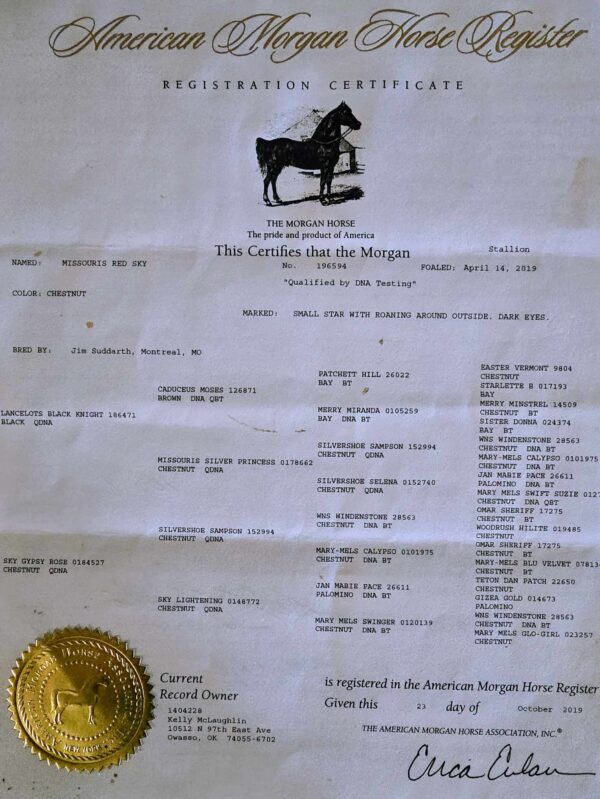 American Morgan Horse Register
REGISTRATION CERTIFICATE
THE MORGAN HORSE
The pride and product of America
This Certifies that the Morgan Stallion
NAMED: MISSOURIS RED SKY No. 196594 FOALED: April 14, 2019
"Qualified by DNA Testing"
COLOR: CHESTNUT
MARKED: SMALL STAR WITH ROANING AROUND OUTSIDE. DARK EYES.
BRED BY: Jim Suddarth, Montreal, MO
LANCELOTS BLACK KNIGHT 186471
BLACK QDNA
SKY GYPSY ROSE 0184527
CHESTNUT QDNA
CADUCEUS MOSES 126871
BROWN DNA QBT
MISSOURIS SILVER PRINCESS 0178662
CHESTNUT QDNA
SILVERSHOE SAMPSON 152994
CHESTNUT QDNA
SKY LIGHTENING 0148772
CHESTNUT QDNA
PATCHETT HILL 26022
BAY BT
MERRY MIRANDA 0105259
BAY DNA BT
SILVERSHOE SAMPSON 152994
CHESTNUT QDNA
SILVERSHOE SELENA 0152740
CHESTNUT QDNA
WNS WINDENSTONE 28563
CHESTNUT DNA BT
MARY-MELS CALYPSO 0101975
CHESTNUT DNA BT
JAN MABIE PACE 26611
PALOMINO DNA BT
MARY MELS SWINGER 0120139
CHESTNUT DNA BT
EASTER VERMONT 9804
CHESTNUT
STARLETTE B 017193
BAY
MERRY MINSTREL 14509
CHESTNUT BT
SISTER DONNA 024374
BAY BT
WNS WINDENSTONE 28563
CHESTNUT DNA BT
MARY-MELS CALYPSO 0101975
CHESTNUT DNA BT
JAN MABIE PACE 26611
PALOMINO DNA BT
MARY MELS SWIFT SUZIE 012
CHESTNUT DNA QBT
OMAR SHERIFF 17275
CHESTNUT BT
WOODRUSH HILITE 019485
CHESTNUT
OMAR SHERIFF 17275
CHESTNUT BT
MARY-MELS BLU VELVET 07813
CHESTNUT BT
TETON DAN PATCH 22650
CHESTNUT
GIZEA GOLD 014673
PALOMINO
WNS WINDENSTONE 28563
CHESTNUT DNA BT
MARY MELS GLO-GIRL 023257
CHESTNUT
Current
Record Owner
1404228
Kelly McLaughlin
10512 N 97th East Ave
Owasso, OK 74055-6702
is registered in the American Morgan Horse Register
Given this 23 day of October 2019
THE AMERICAN MORGAN HORSE ASSOCIATION, INC.®
NEW YORK